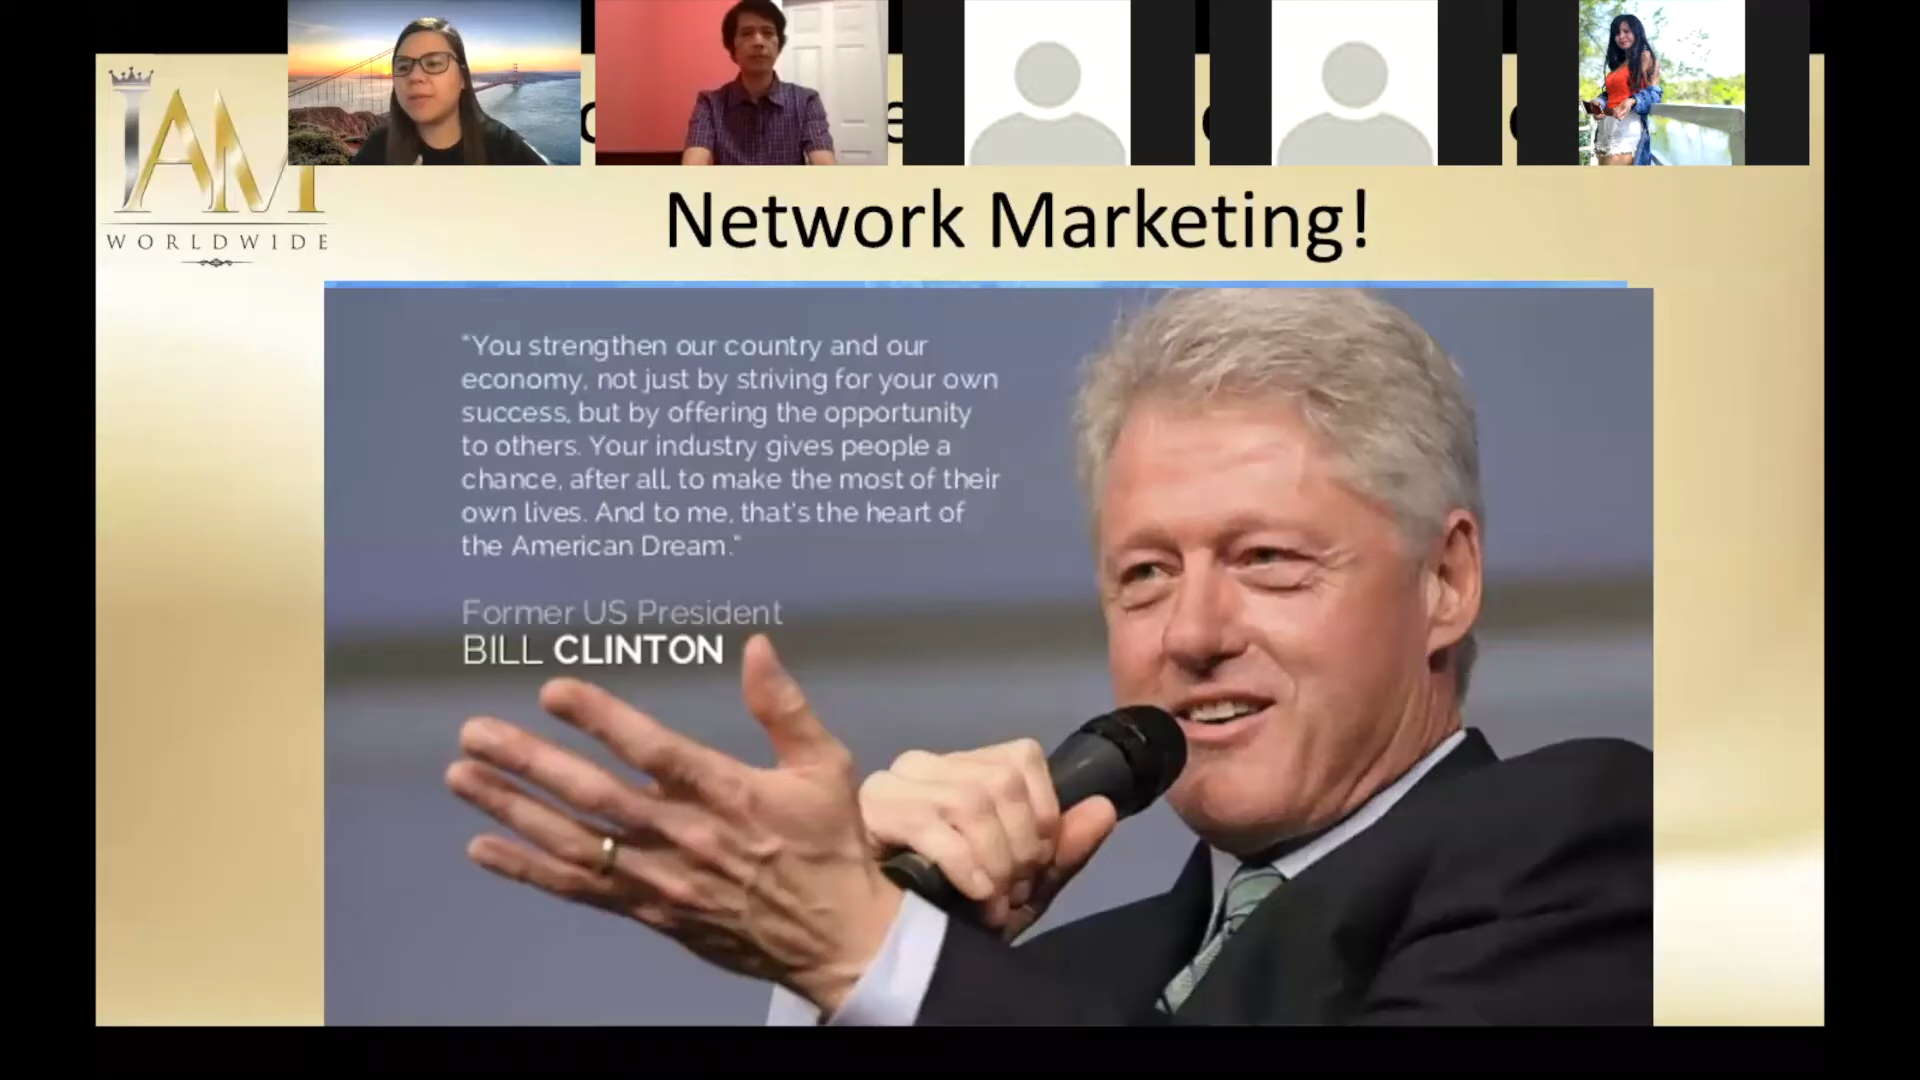 IAM
WORLDWIDE
Network Marketing!
"You strengthen our country and our
economy, not just by striving for your own
success, but by offering the opportunity
to others. Your industry gives people a
chance, after all, to make the most of their
own lives. And to me, that's the heart of
the American Dream."
Former US President
BILL CLINTON